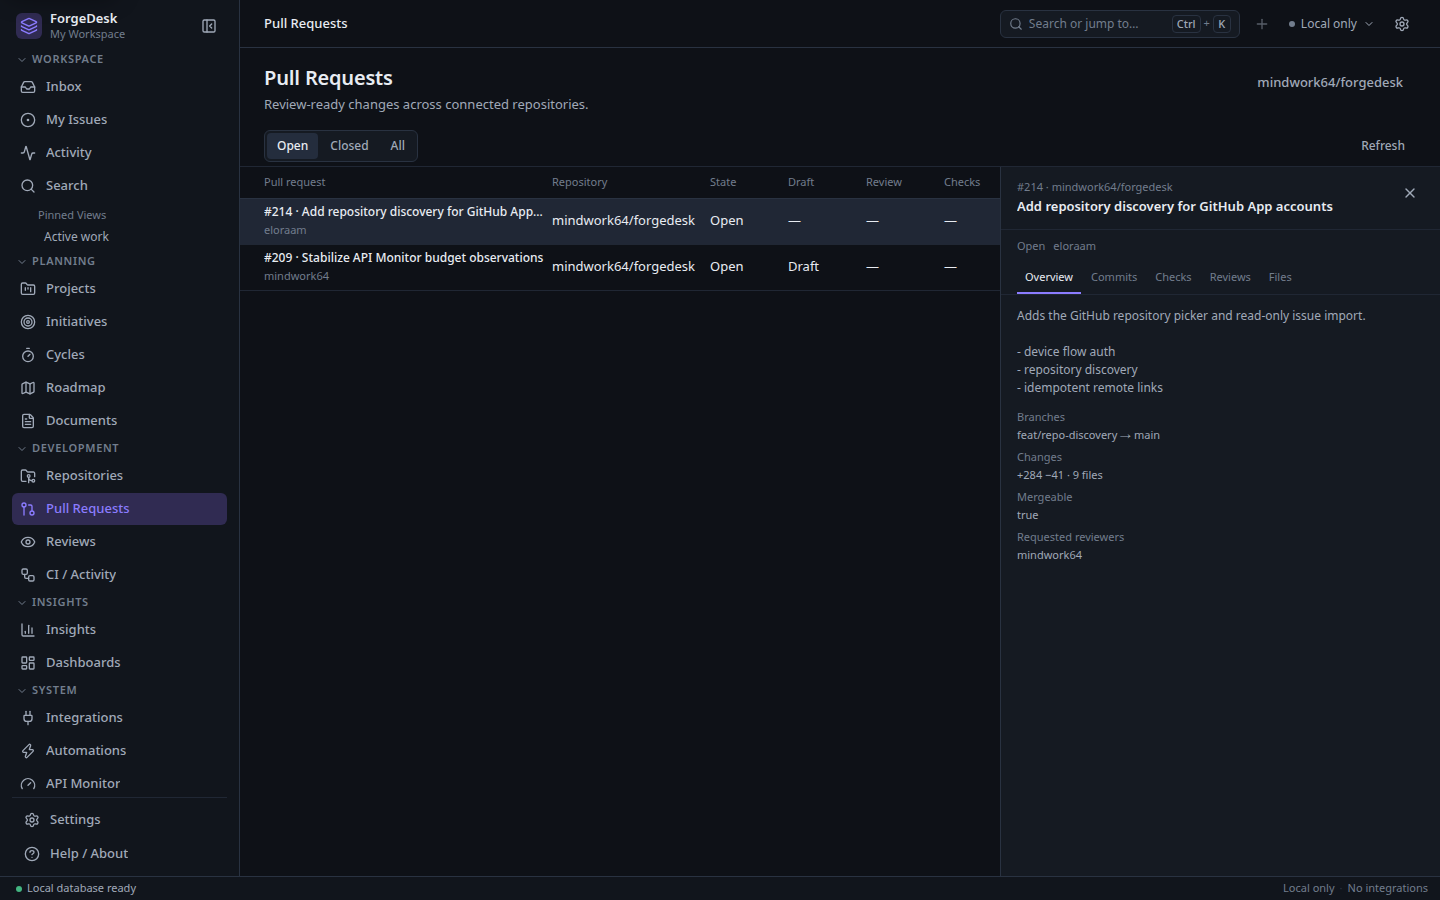 ForgeDesk
My Workspace
WORKSPACE
Inbox
My Issues
Activity
Search
Pinned Views
Active work
PLANNING
Projects
Initiatives
Cycles
Roadmap
Documents
DEVELOPMENT
Repositories
Pull Requests
Reviews
CI / Activity
INSIGHTS
Insights
Dashboards
SYSTEM
Integrations
Automations
API Monitor
Settings
Help / About
Pull Requests
Search or jump to... Ctrl + K
Local only
Pull Requests
Review-ready changes across connected repositories.
mindwork64/forgedesk
Open Closed All
Refresh
Pull request Repository State Draft Review Checks
#214 · Add repository discovery for GitHub App... mindwork64/forgedesk Open — — —
eloraam
#209 · Stabilize API Monitor budget observations mindwork64/forgedesk Open Draft — —
mindwork64
#214 · mindwork64/forgedesk
Add repository discovery for GitHub App accounts
Open eloraam
Overview Commits Checks Reviews Files
Adds the GitHub repository picker and read-only issue import.
- device flow auth
- repository discovery
- idempotent remote links
Branches
feat/repo-discovery → main
Changes
+284 −41 · 9 files
Mergeable
true
Requested reviewers
mindwork64
Local database ready
Local only · No integrations